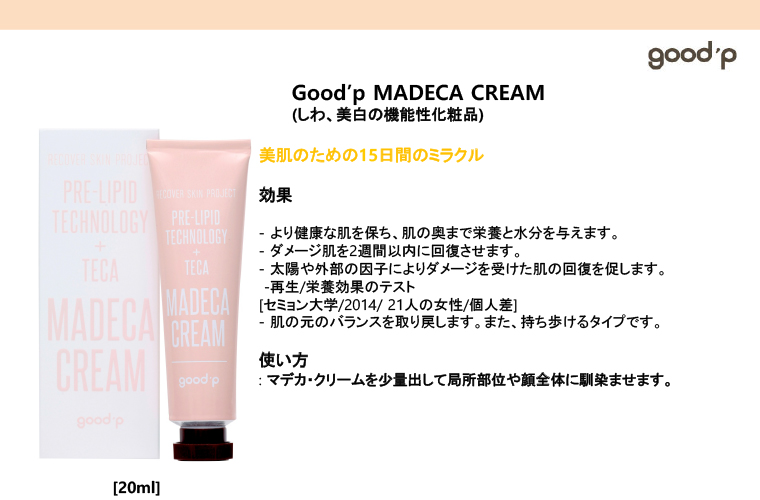 good'p
Good'p MADECA CREAM
(しわ、美白の機能性化粧品)
美肌のための15日間のミラクル
効果
- より健康な肌を保ち、肌の奥まで栄養と水分を与えます。
- ダメージ肌を2週間以内に回復させます。
- 太陽や外部の因子によりダメージを受けた肌の回復を促します。
-再生/栄養効果のテスト
[セミョン大学/2014/ 21人の女性/個人差]
- 肌の元のバランスを取り戻します。また、持ち歩けるタイプです。
使い方
: マデカ・クリームを少量出して局所部位や顔全体に馴染ませます。
RECOVER SKIN PROJECT
PRE-LIPID
TECHNOLOGY
+
TECA
MADECA
CREAM
good'p
RECOVER SKIN PROJECT
PRE-LIPID
TECHNOLOGY
+
TECA
MADECA
CREAM
good'p
[20ml]